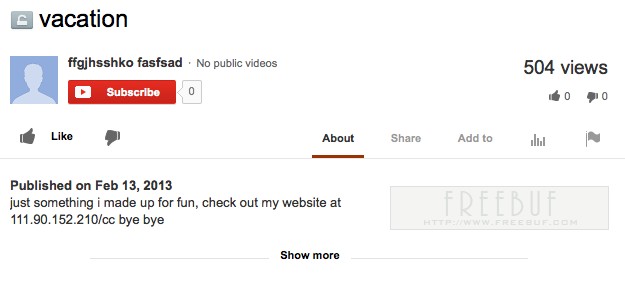 vacation
ffgjhsshko fasfsad · No public videos
Subscribe 0
504 views
0 0
Like
About Share Add to
Published on Feb 13, 2013
just something i made up for fun, check out my website at
111.90.152.210/cc bye bye
FREEBUF
HTTP://WWW.FREEBUF.COM
Show more